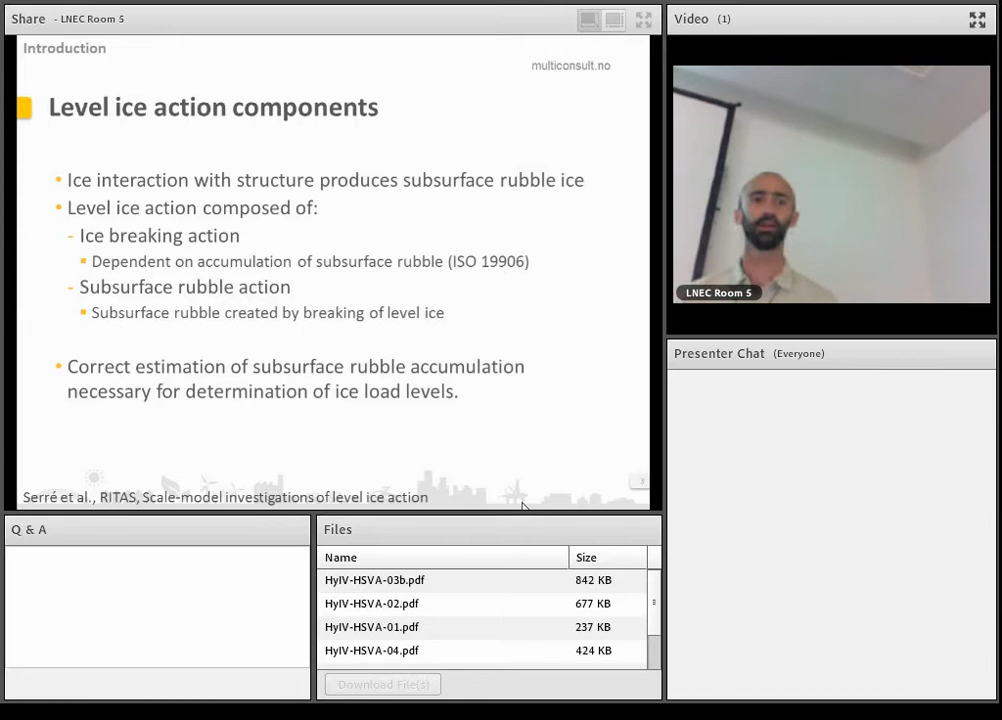 Share - LNEC Room 5
Introduction
multiconsult.no
Level ice action components
• Ice interaction with structure produces subsurface rubble ice
• Level ice action composed of:
- Ice breaking action
▪ Dependent on accumulation of subsurface rubble (ISO 19906)
- Subsurface rubble action
▪ Subsurface rubble created by breaking of level ice
• Correct estimation of subsurface rubble accumulation
necessary for determination of ice load levels.
3
Serré et al., RITAS, Scale-model investigations of level ice action
Video (1)
LNEC Room 5
Presenter Chat (Everyone)
Q & A
Files
Name Size
HyIV-HSVA-03b.pdf 842 KB
HyIV-HSVA-02.pdf 677 KB
HyIV-HSVA-01.pdf 237 KB
HyIV-HSVA-04.pdf 424 KB
Download File(s)